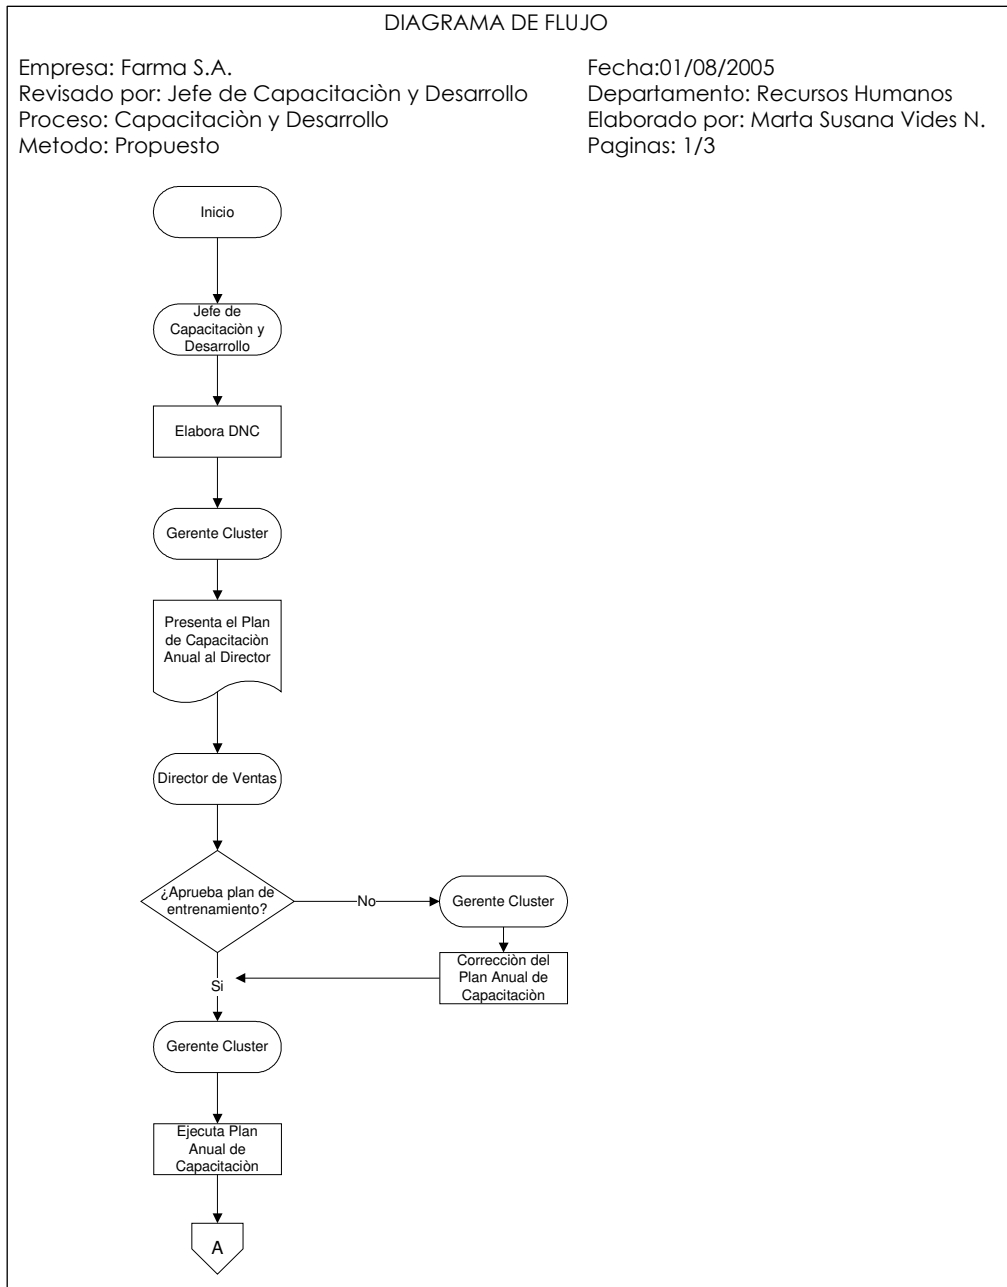 DIAGRAMA DE FLUJO
Empresa: Farma S.A.
Fecha:01/08/2005
Revisado por: Jefe de Capacitaciòn y Desarrollo
Departamento: Recursos Humanos
Proceso: Capacitaciòn y Desarrollo
Elaborado por: Marta Susana Vides N.
Metodo: Propuesto
Paginas: 1/3
Inicio
Jefe de
Capacitaciòn y
Desarrollo
Elabora DNC
Gerente Cluster
Presenta el Plan
de Capacitaciòn
Anual al Director
Director de Ventas
¿Aprueba plan de
entrenamiento?
No
Gerente Cluster
Correcciòn del
Plan Anual de
Capacitaciòn
Si
Gerente Cluster
Ejecuta Plan
Anual de
Capacitaciòn
A